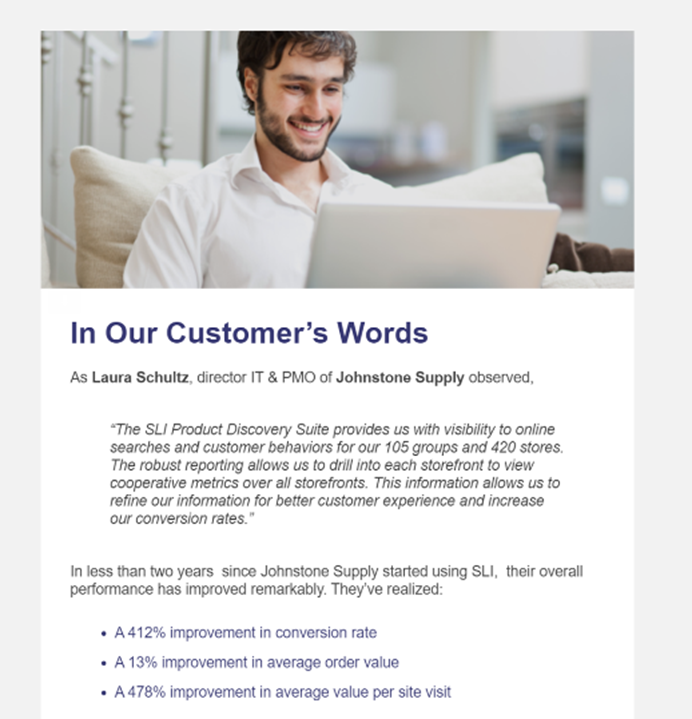 In Our Customer’s Words
As Laura Schultz, director IT & PMO of Johnstone Supply observed,
“The SLI Product Discovery Suite provides us with visibility to online
searches and customer behaviors for our 105 groups and 420 stores.
The robust reporting allows us to drill into each storefront to view
cooperative metrics over all storefronts. This information allows us to
refine our information for better customer experience and increase
our conversion rates.”
In less than two years  since Johnstone Supply started using SLI,  their overall
performance has improved remarkably. They’ve realized:
• A 412% improvement in conversion rate
• A 13% improvement in average order value
• A 478% improvement in average value per site visit